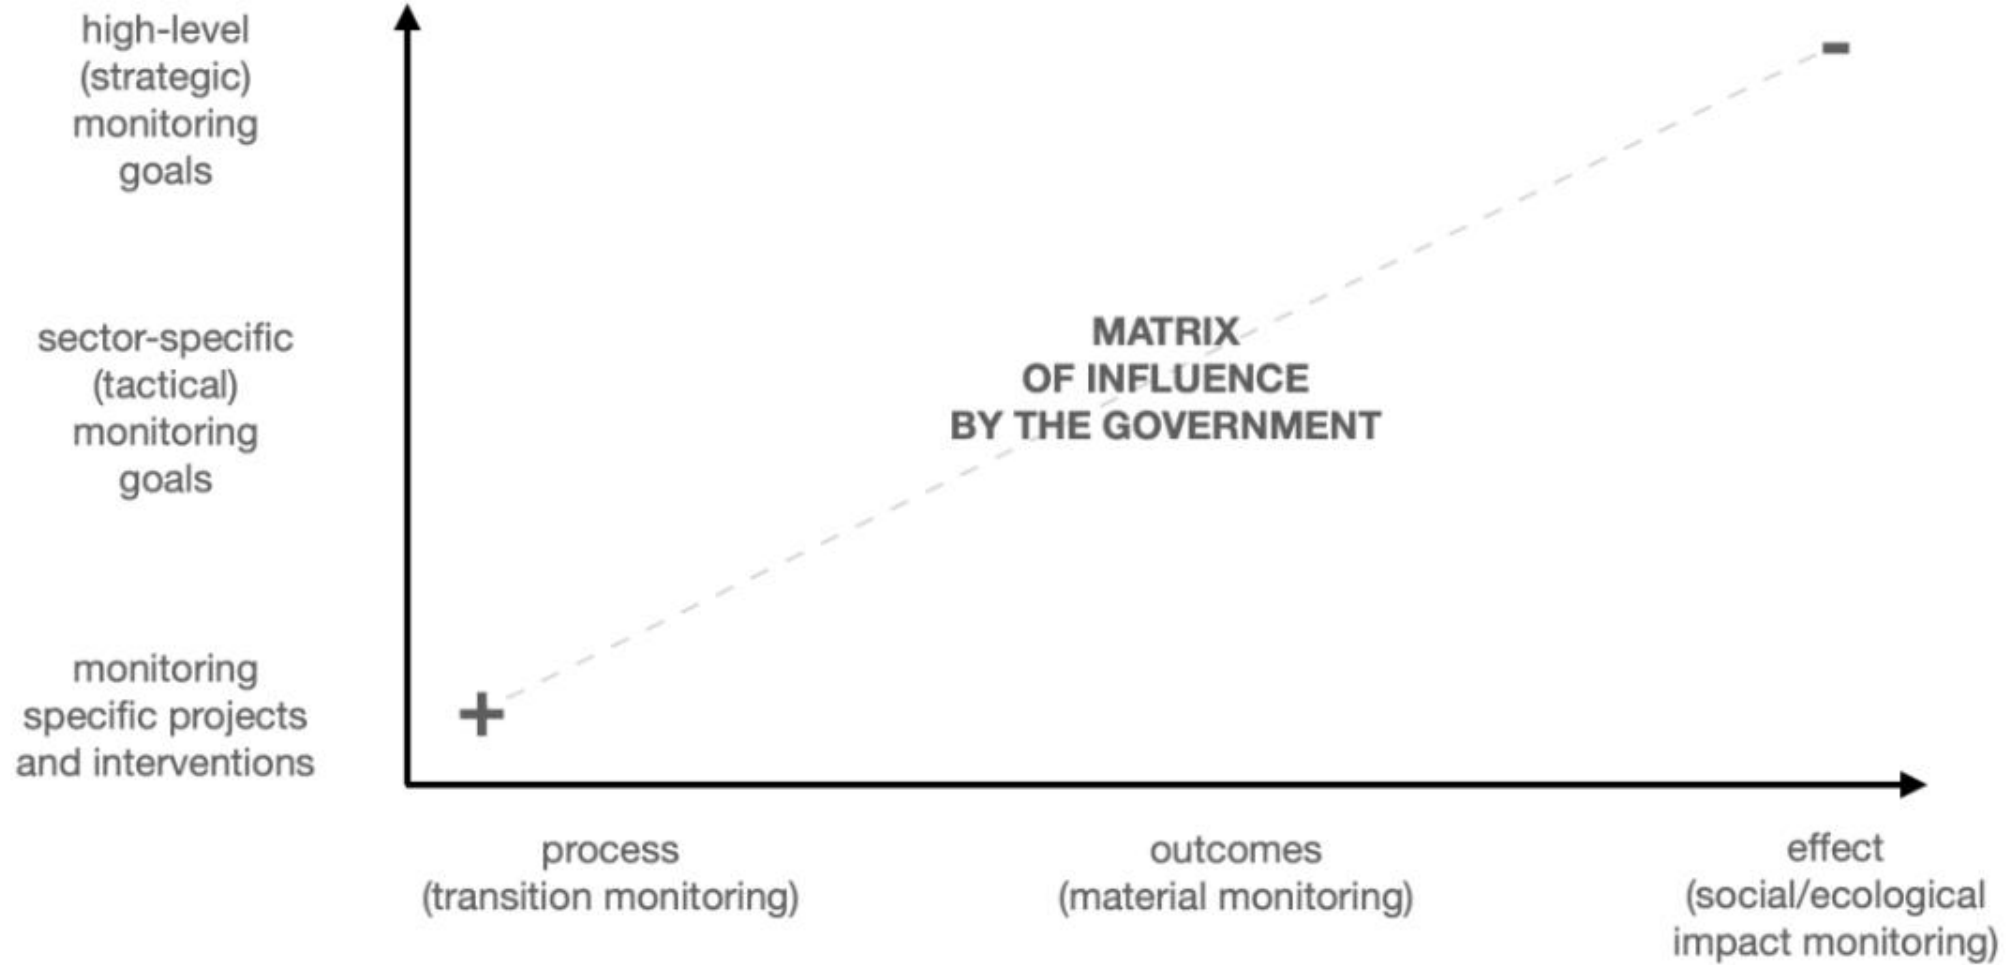 high-level
(strategic)
monitoring
goals
sector-specific
(tactical)
monitoring
goals
monitoring
specific projects
and interventions
-
MATRIX
OF INFLUENCE
BY THE GOVERNMENT
+
process
(transition monitoring)
outcomes
(material monitoring)
effect
(social/ecological
impact monitoring)